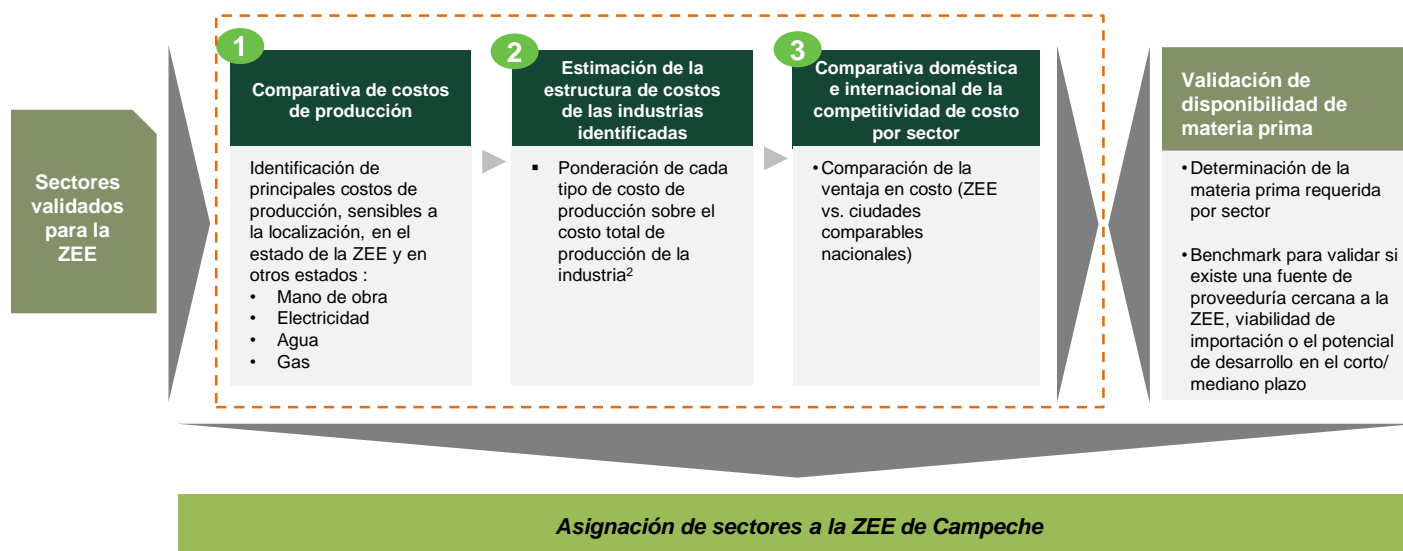 Sectores
validados
para la
ZEE
1
Comparativa de costos
de producción
Identificación de
principales costos de
producción, sensibles a
la localización, en el
estado de la ZEE y en
otros estados :
• Mano de obra
• Electricidad
• Agua
• Gas
2
Estimación de la
estructura de costos
de las industrias
identificadas
▪ Ponderación de cada
tipo de costo de
producción sobre el
costo total de
producción de la
industria²
3
Comparativa doméstica
e internacional de la
competitividad de costo
por sector
• Comparación de la
ventaja en costo (ZEE
vs. ciudades
comparables
nacionales)
Validación de
disponibilidad de
materia prima
• Determinación de la
materia prima requerida
por sector
• Benchmark para validar si
existe una fuente de
proveeduría cercana a la
ZEE, viabilidad de
importación o el potencial
de desarrollo en el corto/
mediano plazo
Asignación de sectores a la ZEE de Campeche